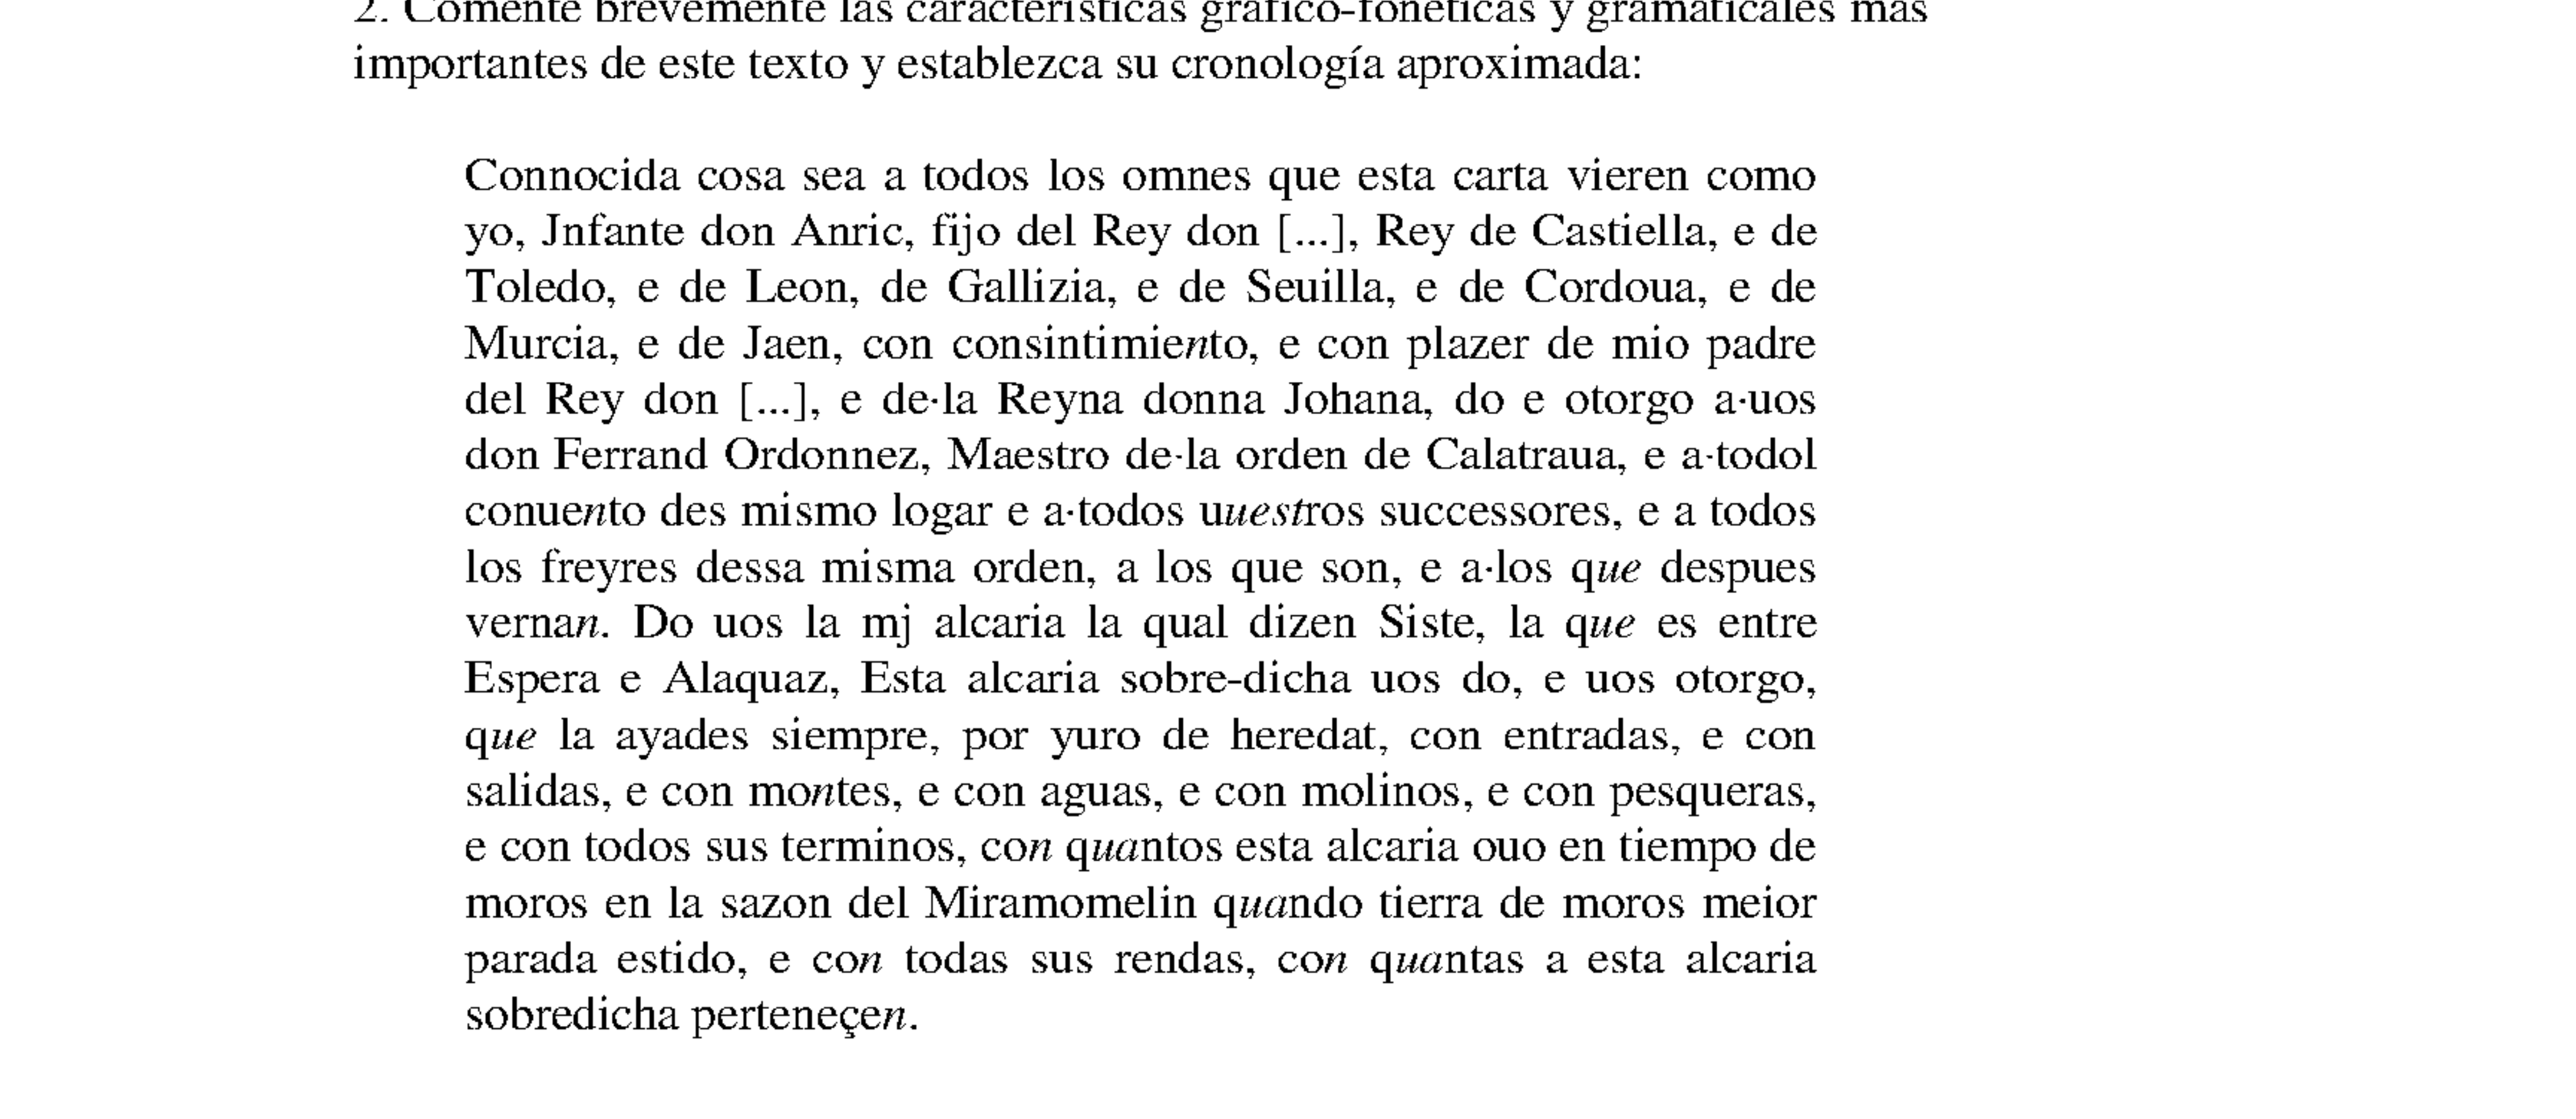 2. Comente brevemente las características gráfico-fonéticas y gramaticales más
importantes de este texto y establezca su cronología aproximada:
Connocida cosa sea a todos los omnes que esta carta vieren como
yo, Jnfante don Anric, fijo del Rey don [...], Rey de Castiella, e de
Toledo, e de Leon, de Gallizia, e de Seuilla, e de Cordoua, e de
Murcia, e de Jaen, con consintimiento, e con plazer de mio padre
del Rey don [...], e de·la Reyna donna Johana, do e otorgo a·uos
don Ferrand Ordonnez, Maestro de·la orden de Calatraua, e a·todol
conuento des mismo logar e a·todos uuestros successores, e a todos
los freyres dessa misma orden, a los que son, e a·los que despues
vernan. Do uos la mj alcaria la qual dizen Siste, la que es entre
Espera e Alaquaz, Esta alcaria sobre-dicha uos do, e uos otorgo,
que la ayades siempre, por yuro de heredat, con entradas, e con
salidas, e con montes, e con aguas, e con molinos, e con pesqueras,
e con todos sus terminos, con quantos esta alcaria ouo en tiempo de
moros en la sazon del Miramomelin quando tierra de moros meior
parada estido, e con todas sus rendas, con quantas a esta alcaria
sobredicha perteneçen.